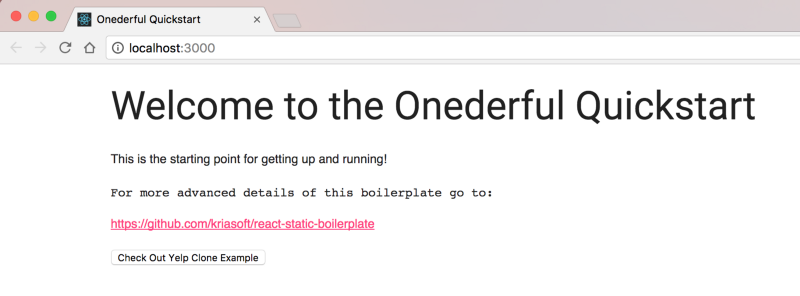 Onederful Quickstart
localhost:3000
Welcome to the Onederful Quickstart
This is the starting point for getting up and running!
For more advanced details of this boilerplate go to:
https://github.com/kriasoft/react-static-boilerplate
Check Out Yelp Clone Example